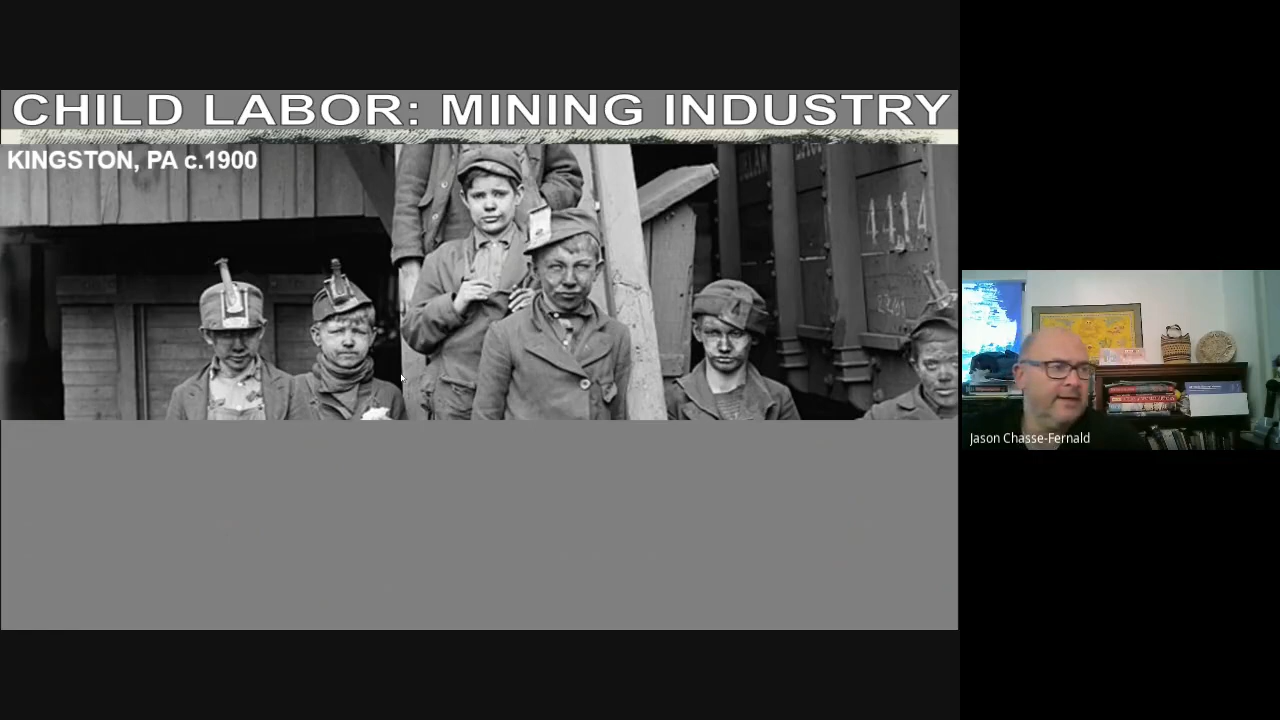 CHILD LABOR: MINING INDUSTRY
KINGSTON, PA c.1900
4414
Jason Chasse-Fernald